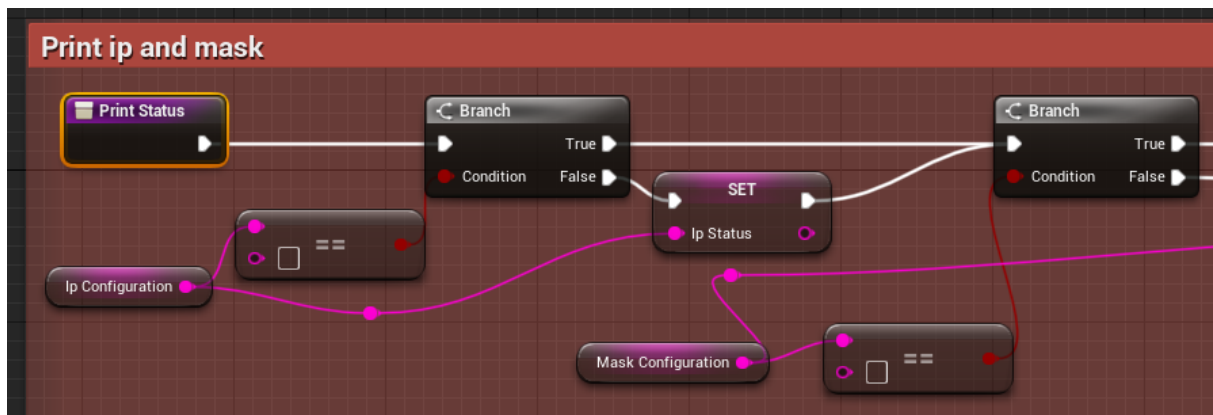 Print ip and mask
Print Status
Branch
True
Condition
False
SET
Ip Status
==
Ip Configuration
Branch
True
Condition
False
Mask Configuration
==